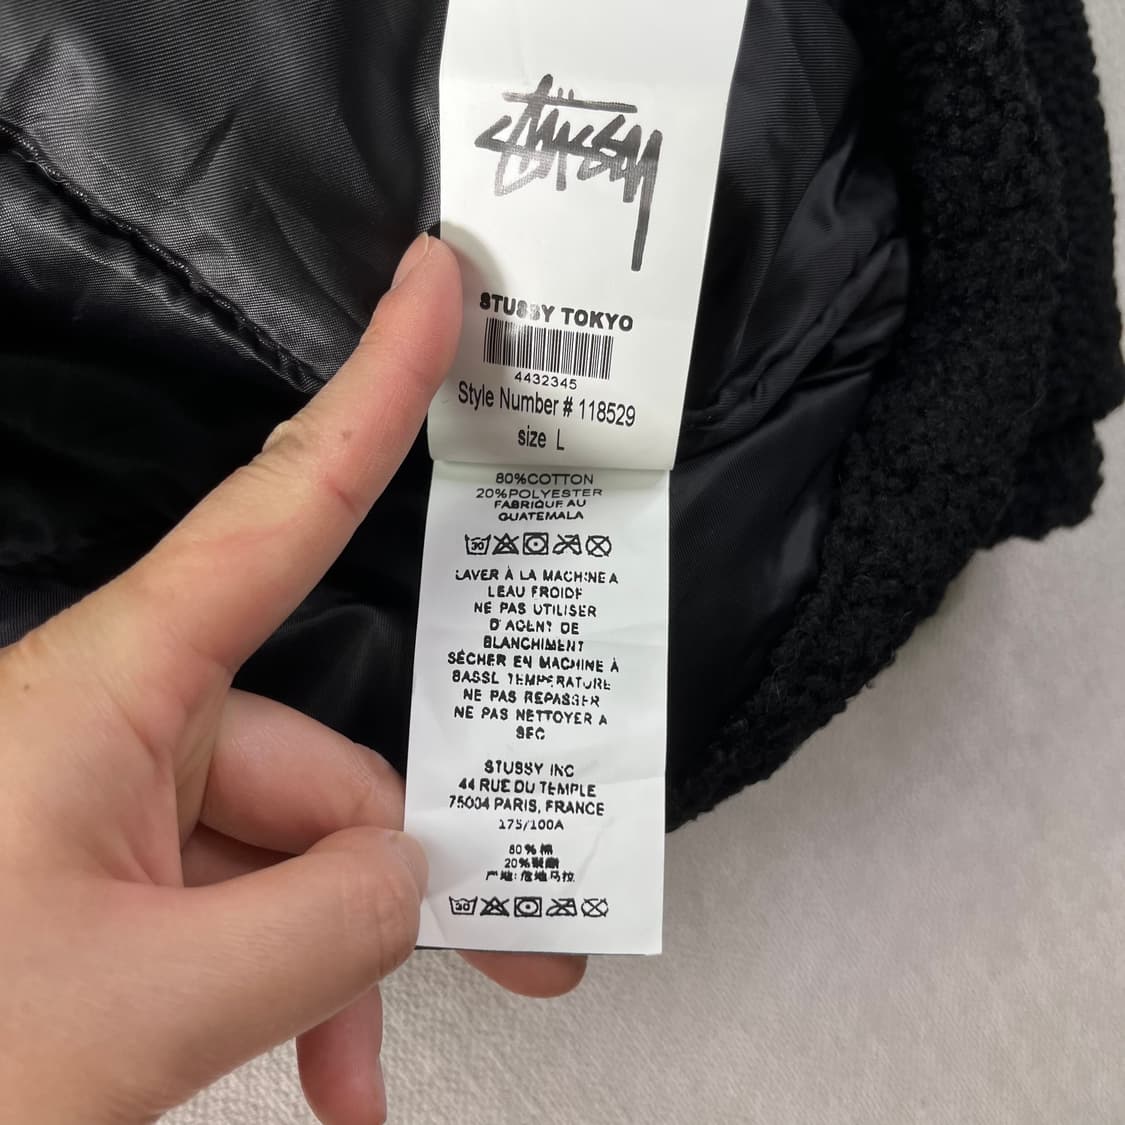 STÜSSY
STUSSY TOKYO
4432345
Style Number # 118529
size L
80%COTTON
20%POLYESTER
FABRIQUE AU
GUATEMALA
30
LAVER À LA MACHINE A
LEAU FROIDE
NE PAS UTILISER
D'AGENT DE
BLANCHIMENT
SÉCHER EN MACHINE À
BASSE TEMPERATURE
NE PAS REPASSER
NE PAS NETTOYER A
SEC
STUSSY INC
44 RUE DU TEMPLE
75004 PARIS, FRANCE
175/100A
80%棉
20%聚酯
产地:危地马拉
30